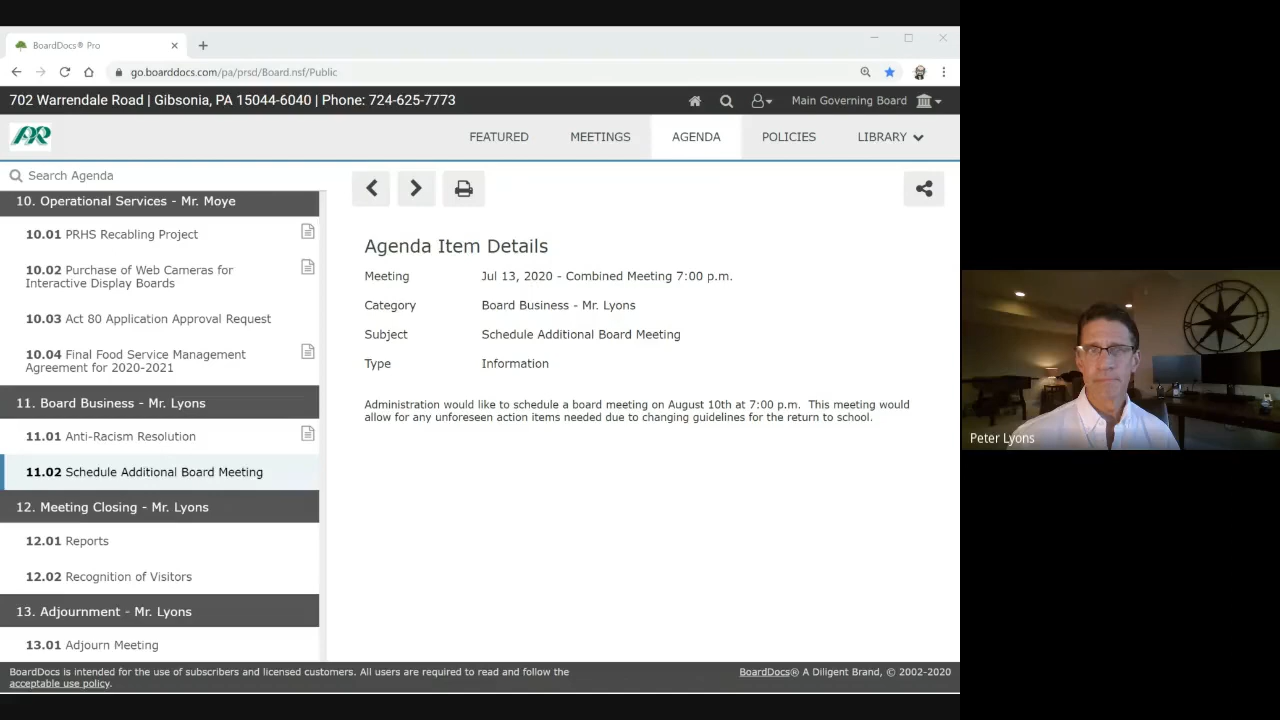 BoardDocs® Pro
go.boarddocs.com/pa/prsd/Board.nsf/Public
702 Warrendale Road | Gibsonia, PA 15044-6040 | Phone: 724-625-7773
Main Governing Board
PR
FEATURED
MEETINGS
AGENDA
POLICIES
LIBRARY
Search Agenda
10. Operational Services - Mr. Moye
10.01 PRHS Recabling Project
10.02 Purchase of Web Cameras for
Interactive Display Boards
10.03 Act 80 Application Approval Request
10.04 Final Food Service Management
Agreement for 2020-2021
11. Board Business - Mr. Lyons
11.01 Anti-Racism Resolution
11.02 Schedule Additional Board Meeting
12. Meeting Closing - Mr. Lyons
12.01 Reports
12.02 Recognition of Visitors
13. Adjournment - Mr. Lyons
13.01 Adjourn Meeting
Agenda Item Details
Meeting Jul 13, 2020 - Combined Meeting 7:00 p.m.
Category Board Business - Mr. Lyons
Subject Schedule Additional Board Meeting
Type Information
Administration would like to schedule a board meeting on August 10th at 7:00 p.m. This meeting would
allow for any unforeseen action items needed due to changing guidelines for the return to school.
Peter Lyons
BoardDocs is intended for the use of subscribers and licensed customers. All users are required to read and follow the
acceptable use policy.
BoardDocs® A Diligent Brand, © 2002-2020